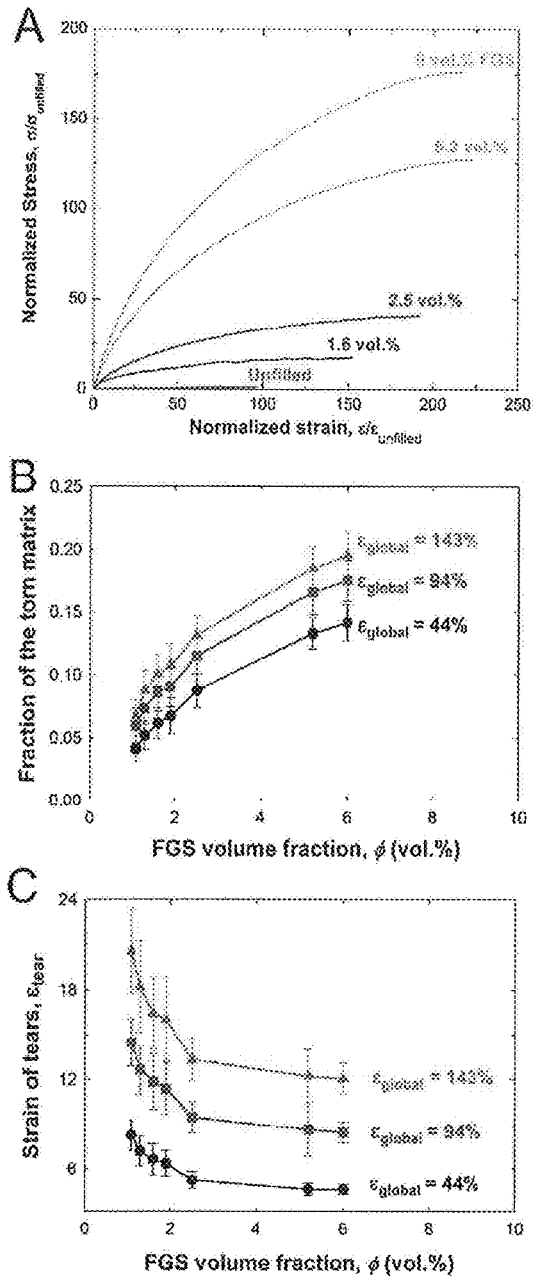 A
200
175
150
125
100
75
50
25
0
Normalized Stress, σ/σunfilled
vol.% FGS
vol.%
2.5 vol.%
1.6 vol.%
Unfilled
0 50 100 150 200 250
Normalized strain, ε/εunfilled
B
0.25
0.20
0.15
0.10
0.05
0.00
Fraction of the torn matrix
εglobal = 143%
εglobal = 94%
εglobal = 44%
0 2 4 6 8 10
FGS volume fraction, ϕ (vol.%)
C
24
18
12
6
Strain of tears, εtear
εglobal = 143%
εglobal = 94%
εglobal = 44%
0 2 4 6 8 10
FGS volume fraction, ϕ (vol.%)